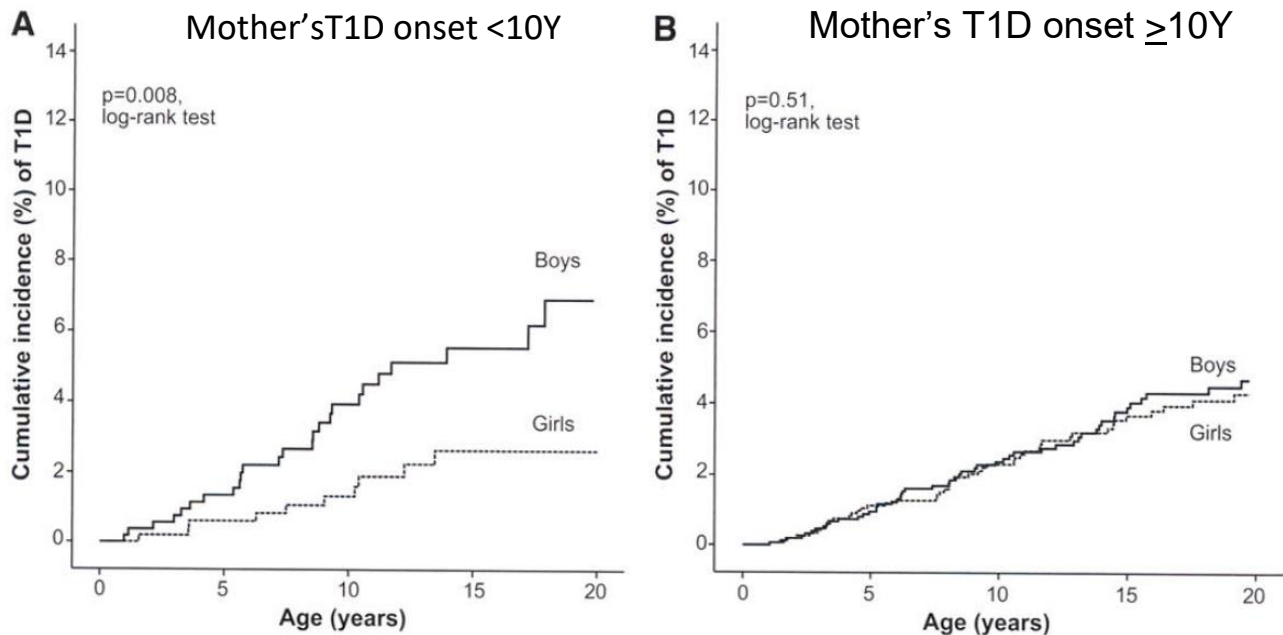 A
Mother'sT1D onset <10Y
p=0.008,
log-rank test
Cumulative incidence (%) of T1D
14
12
10
8
6
4
2
0
Boys
Girls
0 5 10 15 20
Age (years)
B
Mother's T1D onset ≥10Y
p=0.51,
log-rank test
Cumulative incidence (%) of T1D
14
12
10
8
6
4
2
0
Boys
Girls
0 5 10 15 20
Age (years)